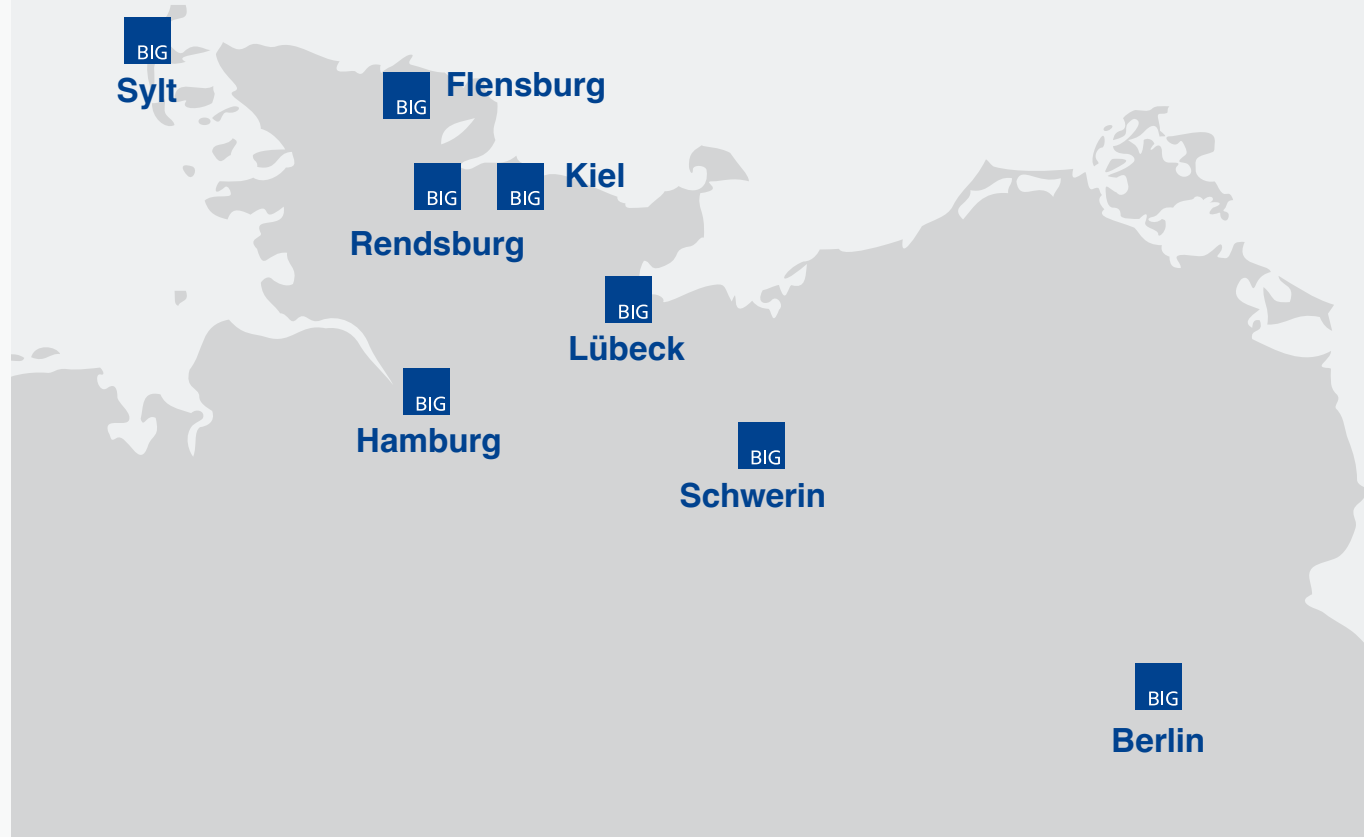 BIG
Sylt
BIG
Flensburg
BIG
BIG
Kiel
Rendsburg
BIG
Lübeck
BIG
Hamburg
BIG
Schwerin
BIG
Berlin